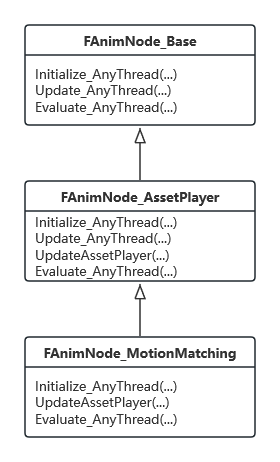 FAnimNode_Base
Initialize_AnyThread(...)
Update_AnyThread(...)
Evaluate_AnyThread(...)
FAnimNode_AssetPlayer
Initialize_AnyThread(...)
Update_AnyThread(...)
UpdateAssetPlayer(...)
Evaluate_AnyThread(...)
FAnimNode_MotionMatching
Initialize_AnyThread(...)
UpdateAssetPlayer(...)
Evaluate_AnyThread(...)